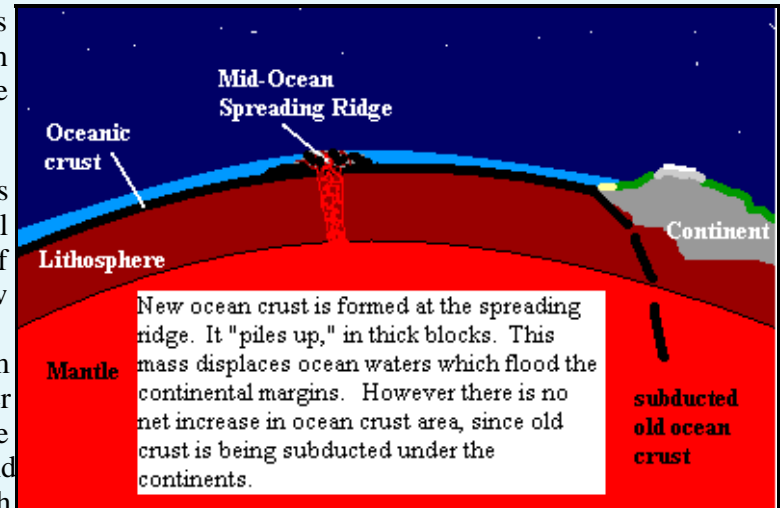 Mid-Ocean
Spreading Ridge
Oceanic
crust
Continent
Lithosphere
New ocean crust is formed at the spreading
ridge. It "piles up," in thick blocks. This
mass displaces ocean waters which flood the
continental margins. However there is no
net increase in ocean crust area, since old
crust is being subducted under the
continents.
Mantle
subducted
old ocean
crust